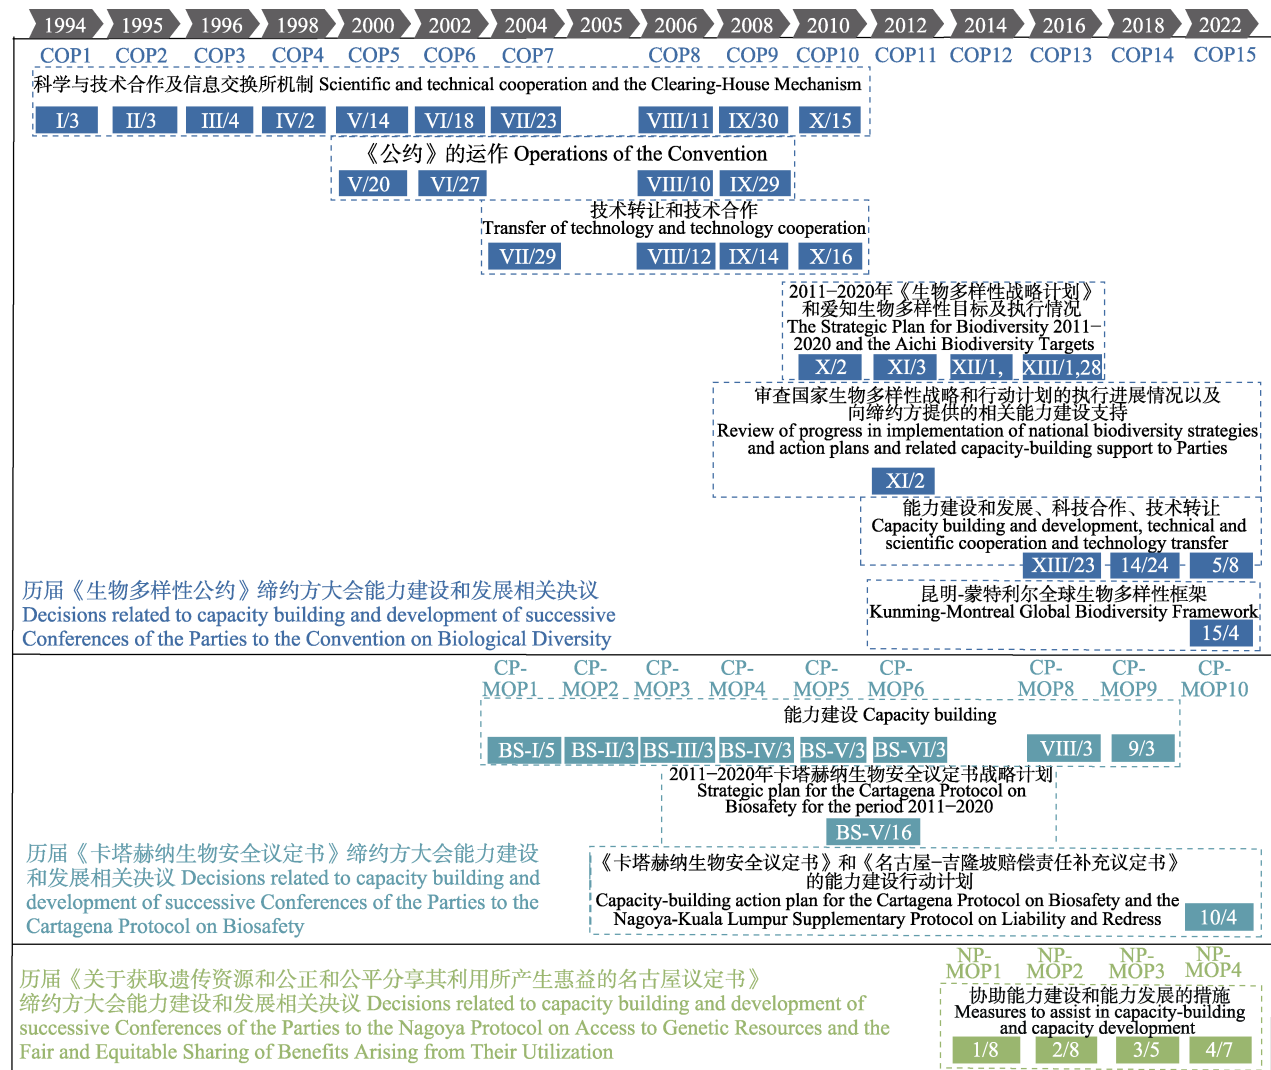 1994 1995 1996 1998 2000 2002 2004 2005 2006 2008 2010 2012 2014 2016 2018 2022
COP1 COP2 COP3 COP4 COP5 COP6 COP7 COP8 COP9 COP10 COP11 COP12 COP13 COP14 COP15
科学与技术合作及信息交换所机制 Scientific and technical cooperation and the Clearing-House Mechanism
I/3 II/3 III/4 IV/2 V/14 VI/18 VII/23 VIII/11 IX/30 X/15
《公约》的运作 Operations of the Convention
V/20 VI/27 VIII/10 IX/29
技术转让和技术合作
Transfer of technology and technology cooperation
VII/29 VIII/12 IX/14 X/16
2011−2020年《生物多样性战略计划》
和爱知生物多样性目标及执行情况
The Strategic Plan for Biodiversity 2011−
2020 and the Aichi Biodiversity Targets
X/2 XI/3 XII/1, XIII/1,28
审查国家生物多样性战略和行动计划的执行进展情况以及
向缔约方提供的相关能力建设支持
Review of progress in implementation of national biodiversity strategies
and action plans and related capacity-building support to Parties
XI/2
能力建设和发展、科技合作、技术转让
Capacity building and development, technical and
scientific cooperation and technology transfer
XIII/23 14/24 5/8
历届《生物多样性公约》缔约方大会能力建设和发展相关决议
Decisions related to capacity building and development of successive
Conferences of the Parties to the Convention on Biological Diversity
昆明-蒙特利尔全球生物多样性框架
Kunming-Montreal Global Biodiversity Framework
15/4
CP- CP- CP- CP- CP- CP- CP- CP- CP-
MOP1 MOP2 MOP3 MOP4 MOP5 MOP6 MOP8 MOP9 MOP10
能力建设 Capacity building
BS-I/5 BS-II/3 BS-III/3 BS-IV/3 BS-V/3 BS-VI/3 VIII/3 9/3
2011−2020年卡塔赫纳生物安全议定书战略计划
Strategic plan for the Cartagena Protocol on
Biosafety for the period 2011−2020
BS-V/16
历届《卡塔赫纳生物安全议定书》缔约方大会能力建设
和发展相关决议 Decisions related to capacity building and
development of successive Conferences of the Parties to the
Cartagena Protocol on Biosafety
《卡塔赫纳生物安全议定书》和《名古屋−吉隆坡赔偿责任补充议定书》
的能力建设行动计划
Capacity-building action plan for the Cartagena Protocol on Biosafety and the
Nagoya-Kuala Lumpur Supplementary Protocol on Liability and Redress
10/4
历届《关于获取遗传资源和公正和公平分享其利用所产生惠益的名古屋议定书》
缔约方大会能力建设和发展相关决议 Decisions related to capacity building and development of
successive Conferences of the Parties to the Nagoya Protocol on Access to Genetic Resources and the
Fair and Equitable Sharing of Benefits Arising from Their Utilization
NP- NP- NP- NP-
MOP1 MOP2 MOP3 MOP4
协助能力建设和能力发展的措施
Measures to assist in capacity-building
and capacity development
1/8 2/8 3/5 4/7